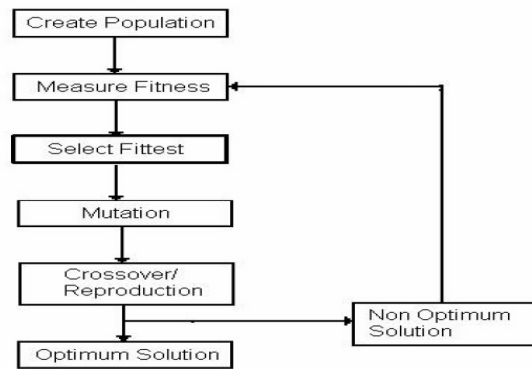 Create Population
Measure Fitness
Select Fittest
Mutation
Crossover/
Reproduction
Non Optimum
Solution
Optimum Solution